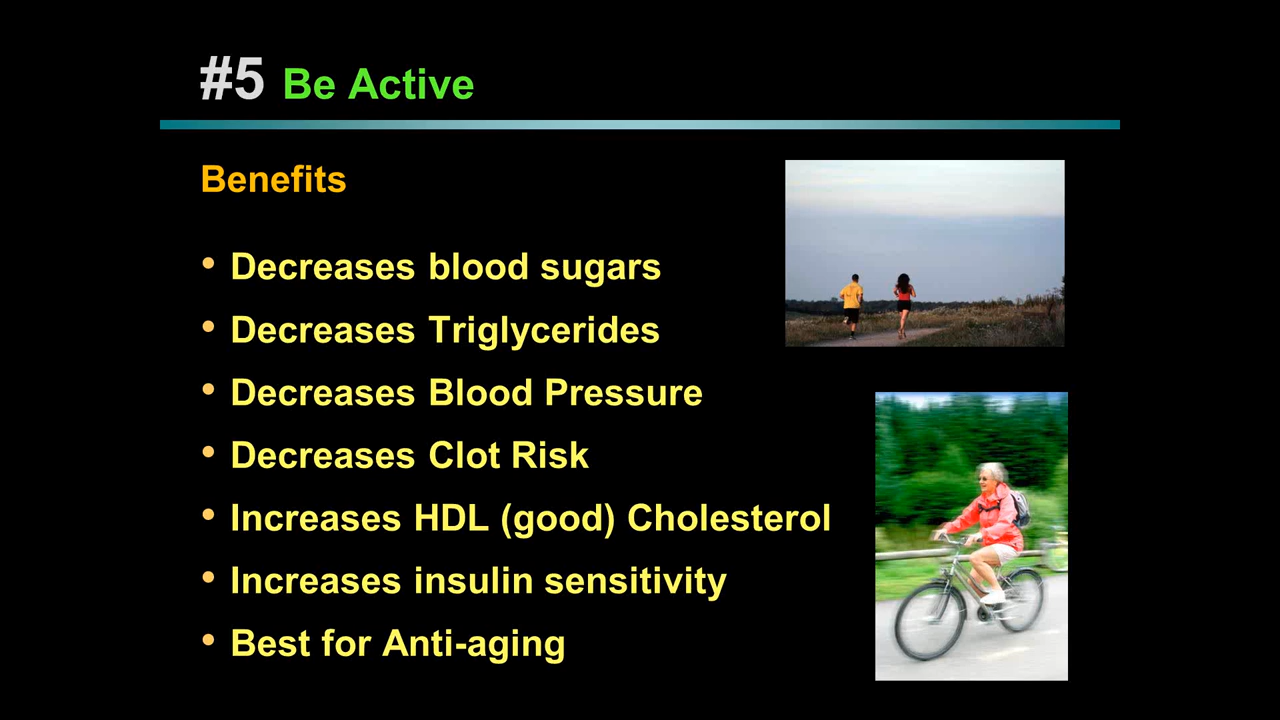 #5 Be Active
Benefits
• Decreases blood sugars
• Decreases Triglycerides
• Decreases Blood Pressure
• Decreases Clot Risk
• Increases HDL (good) Cholesterol
• Increases insulin sensitivity
• Best for Anti-aging